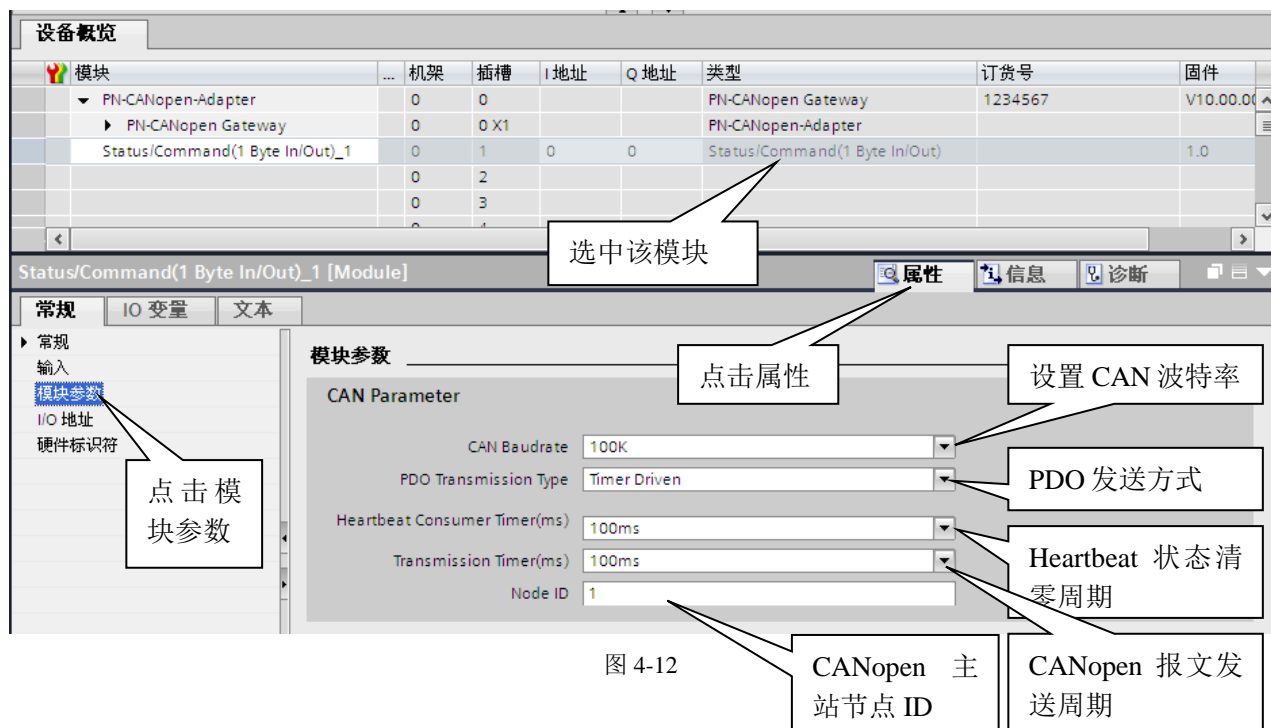 设备概览
模块 ... 机架 插槽 I 地址 Q 地址 类型 订货号 固件
PN-CANopen-Adapter 0 0 PN-CANopen Gateway 1234567 V10.00.00
PN-CANopen Gateway 0 0 X1 PN-CANopen-Adapter
Status/Command(1 Byte In/Out)_1 0 1 0 0 Status/Command(1 Byte In/Out) 1.0
0 2
0 3
选中该模块
Status/Command(1 Byte In/Out)_1 [Module] 属性 信息 诊断
常规 IO 变量 文本
常规
输入
模块参数
I/O 地址
硬件标识符
点击模
块参数
模块参数
点击属性
设置 CAN 波特率
CAN Parameter
CAN Baudrate 100K
PDO Transmission Type Timer Driven
PDO 发送方式
Heartbeat Consumer Timer(ms) 100ms
Heartbeat 状态清
零周期
Transmission Timer(ms) 100ms
Node ID 1
CANopen 主
站节点 ID
CANopen 报文发
送周期
图 4-12